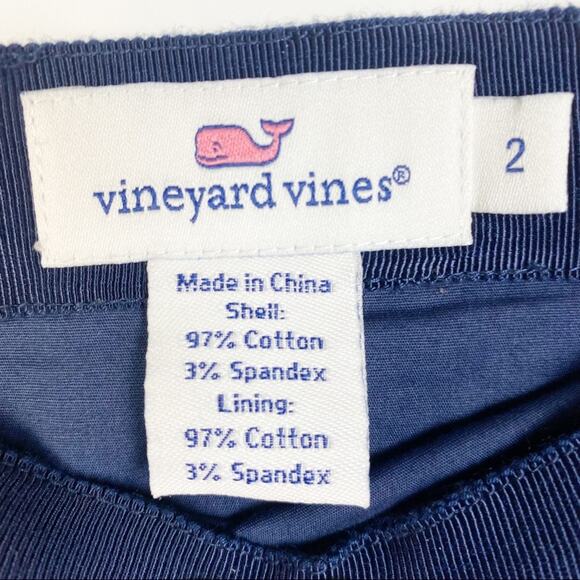 vineyard vines®
2
Made in China
Shell:
97% Cotton
3% Spandex
Lining:
97% Cotton
3% Spandex